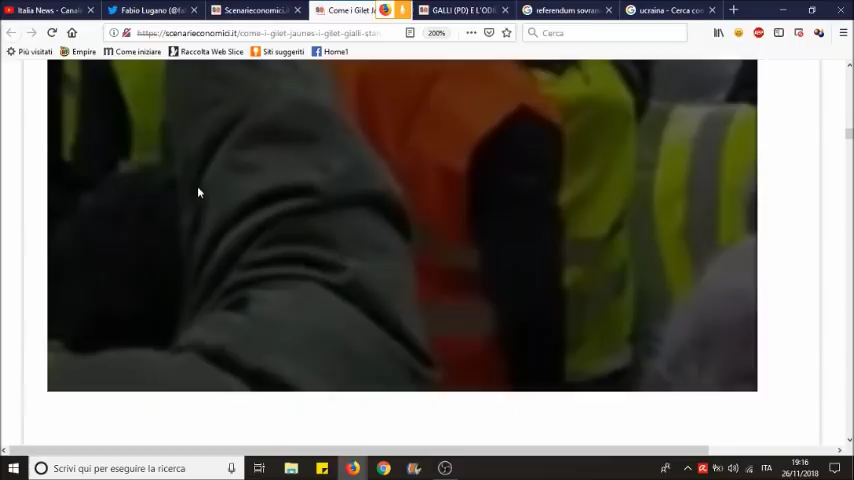 Italia News - Canal
Fabio Lugano (@fa
Scenarieconomici.
Come i Gilet Ja
GALLI (PD) E L'ODI
referendum sovran
ucraina - Cerca co
https://scenarieconomici.it/come-i-gilet-jaunes-i-gilet-gialli-stan
200%
Cerca
Più visitati
Empire
Come iniziare
Raccolta Web Slice
Siti suggeriti
Home1
Scrivi qui per eseguire la ricerca
ITA
19:16
26/11/2018